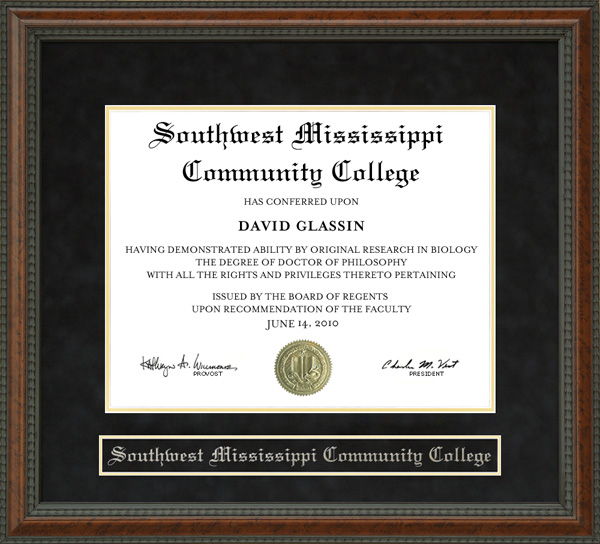 Southwest Mississippi
Community College
HAS CONFERRED UPON
DAVID GLASSIN
HAVING DEMONSTRATED ABILITY BY ORIGINAL RESEARCH IN BIOLOGY
THE DEGREE OF DOCTOR OF PHILOSOPHY
WITH ALL THE RIGHTS AND PRIVILEGES THERETO PERTAINING
ISSUED BY THE BOARD OF REGENTS
UPON RECOMMENDATION OF THE FACULTY
JUNE 14, 2010
PROVOST
Charles M. Vest
PRESIDENT
Southwest Mississippi Community College